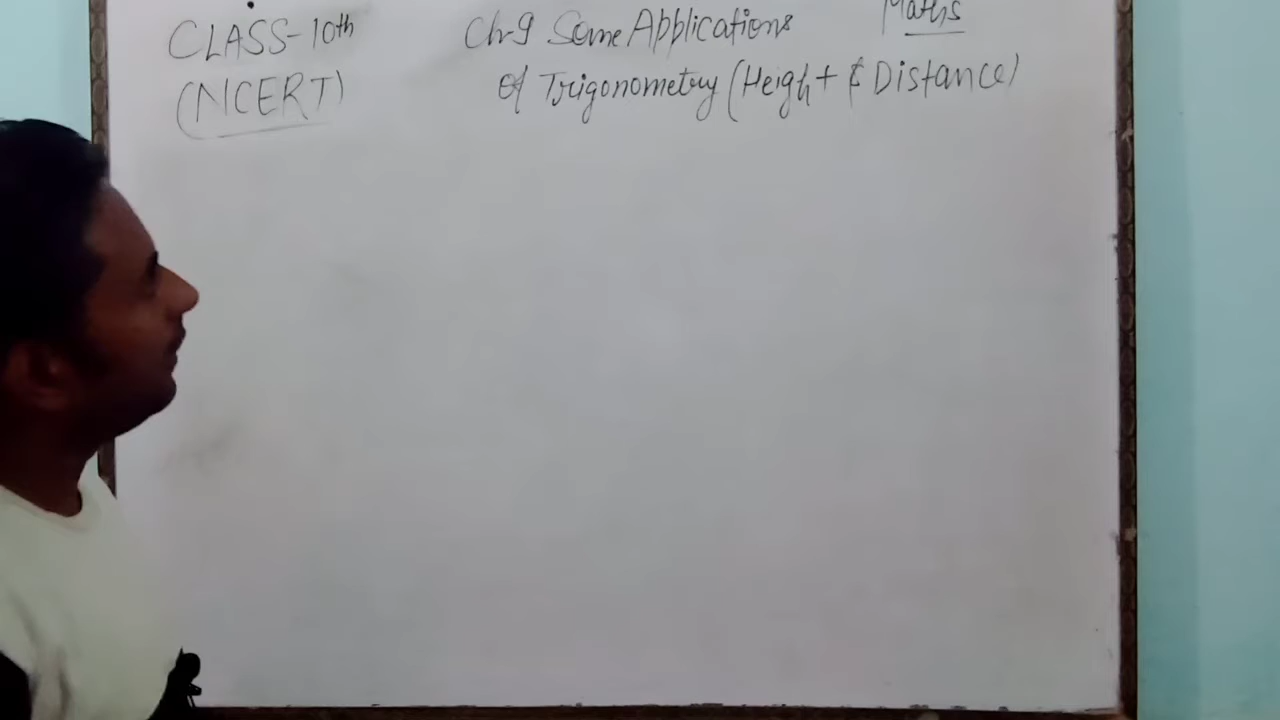 Maths
CLASS-10th
Ch-9 Some Applications
(NCERT)
Of Trigonometry (Height & Distance)